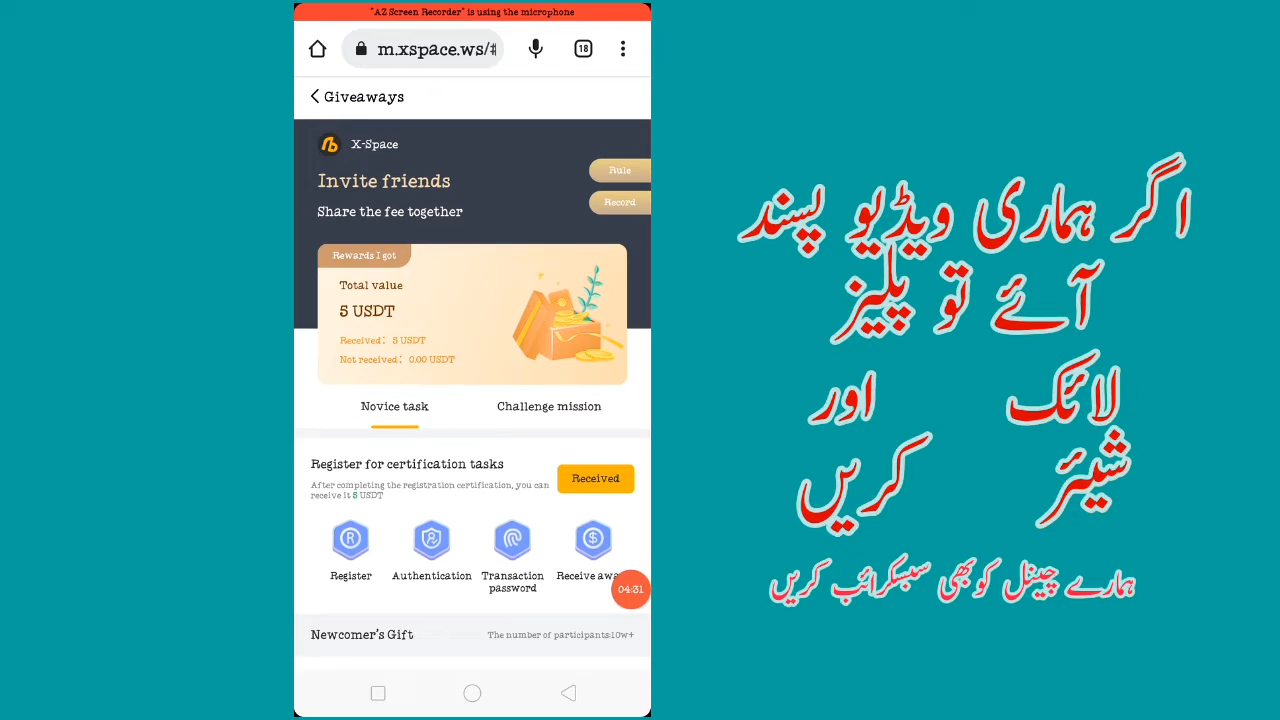 "AZ Screen Recorder" is using the microphone
m.xspace.ws/#
18
Giveaways
X-Space
Rule
Invite friends
Record
Share the fee together
Rewards I got
Total value
5 USDT
Received: 5 USDT
Not received: 0.00 USDT
Novice task
Challenge mission
Register for certification tasks
Received
After completing the registration certification, you can
receive it 5 USDT
Register
Authentication
Transaction
password
Receive awa
04:31
Newcomer's Gift
The number of participants:10w+
اگر ہماری ویڈیو پسند
آئے تو پلیز
لائک اور
شیئر کریں
ہمارے چینل کو بھی سبسکرائب کریں